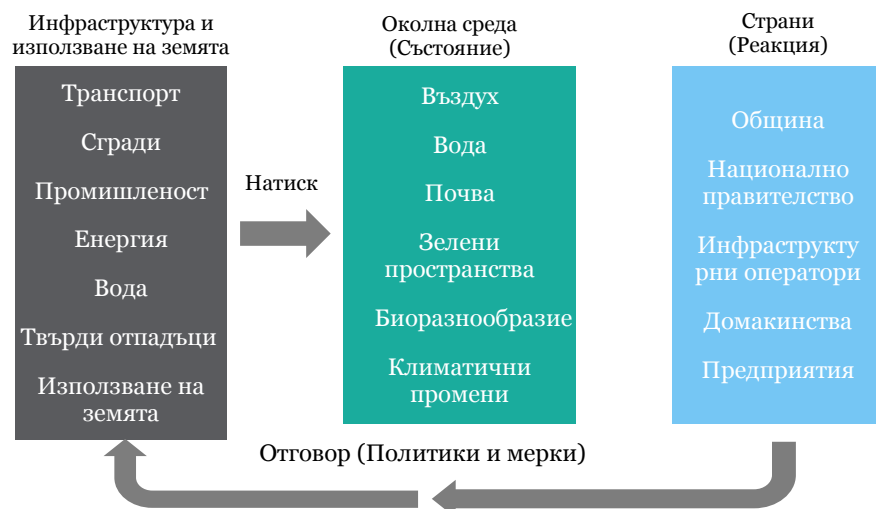 Инфраструктура и
използване на земята
Транспорт
Сгради
Промишленост
Енергия
Вода
Твърди отпадъци
Използване на
земята
Натиск
Околна среда
(Състояние)
Въздух
Вода
Почва
Зелени
пространства
Биоразнообразие
Климатични
промени
Страни
(Реакция)
Община
Национално
правителство
Инфраструкту
рни оператори
Домакинства
Предприятия
Отговор (Политики и мерки)